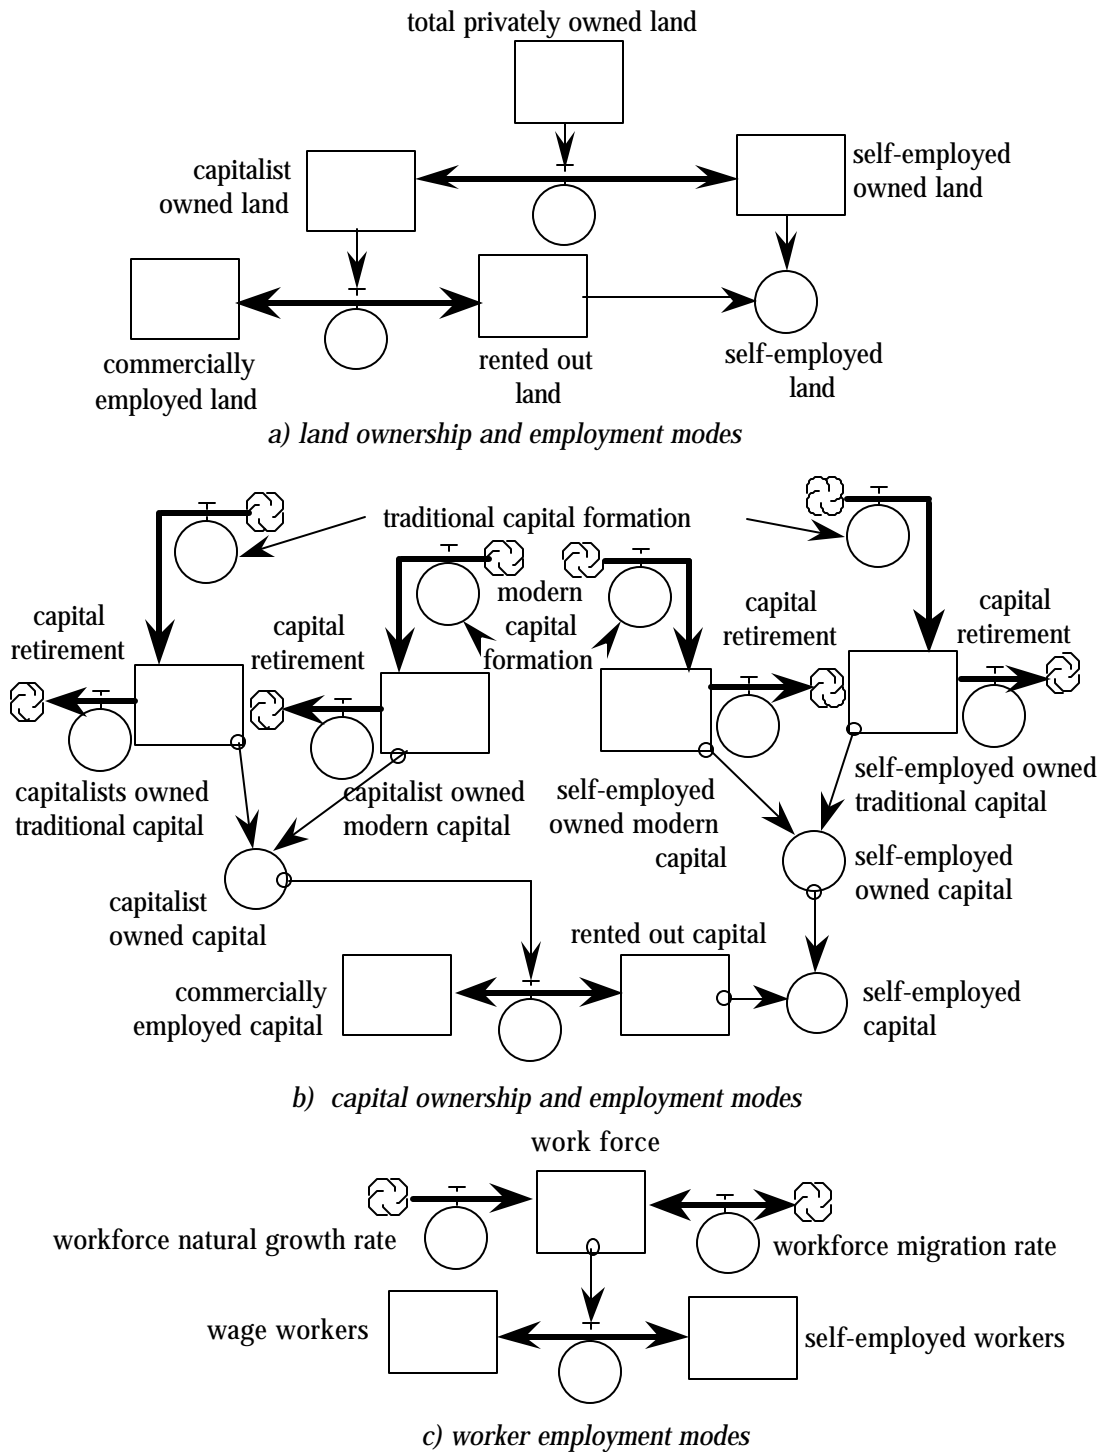 total privately owned land
capitalist
owned land
self-employed
owned land
commercially
employed land
rented out
land
self-employed
land
a) land ownership and employment modes
traditional capital formation
modern
capital
formation
capital
retirement
capital
retirement
capital
retirement
capital
retirement
capitalists owned
traditional capital
capitalist owned
modern capital
self-employed
owned modern
capital
self-employed owned
traditional capital
capitalist
owned capital
self-employed
owned capital
rented out capital
commercially
employed capital
self-employed
capital
b) capital ownership and employment modes
work force
workforce natural growth rate
workforce migration rate
wage workers
self-employed workers
c) worker employment modes